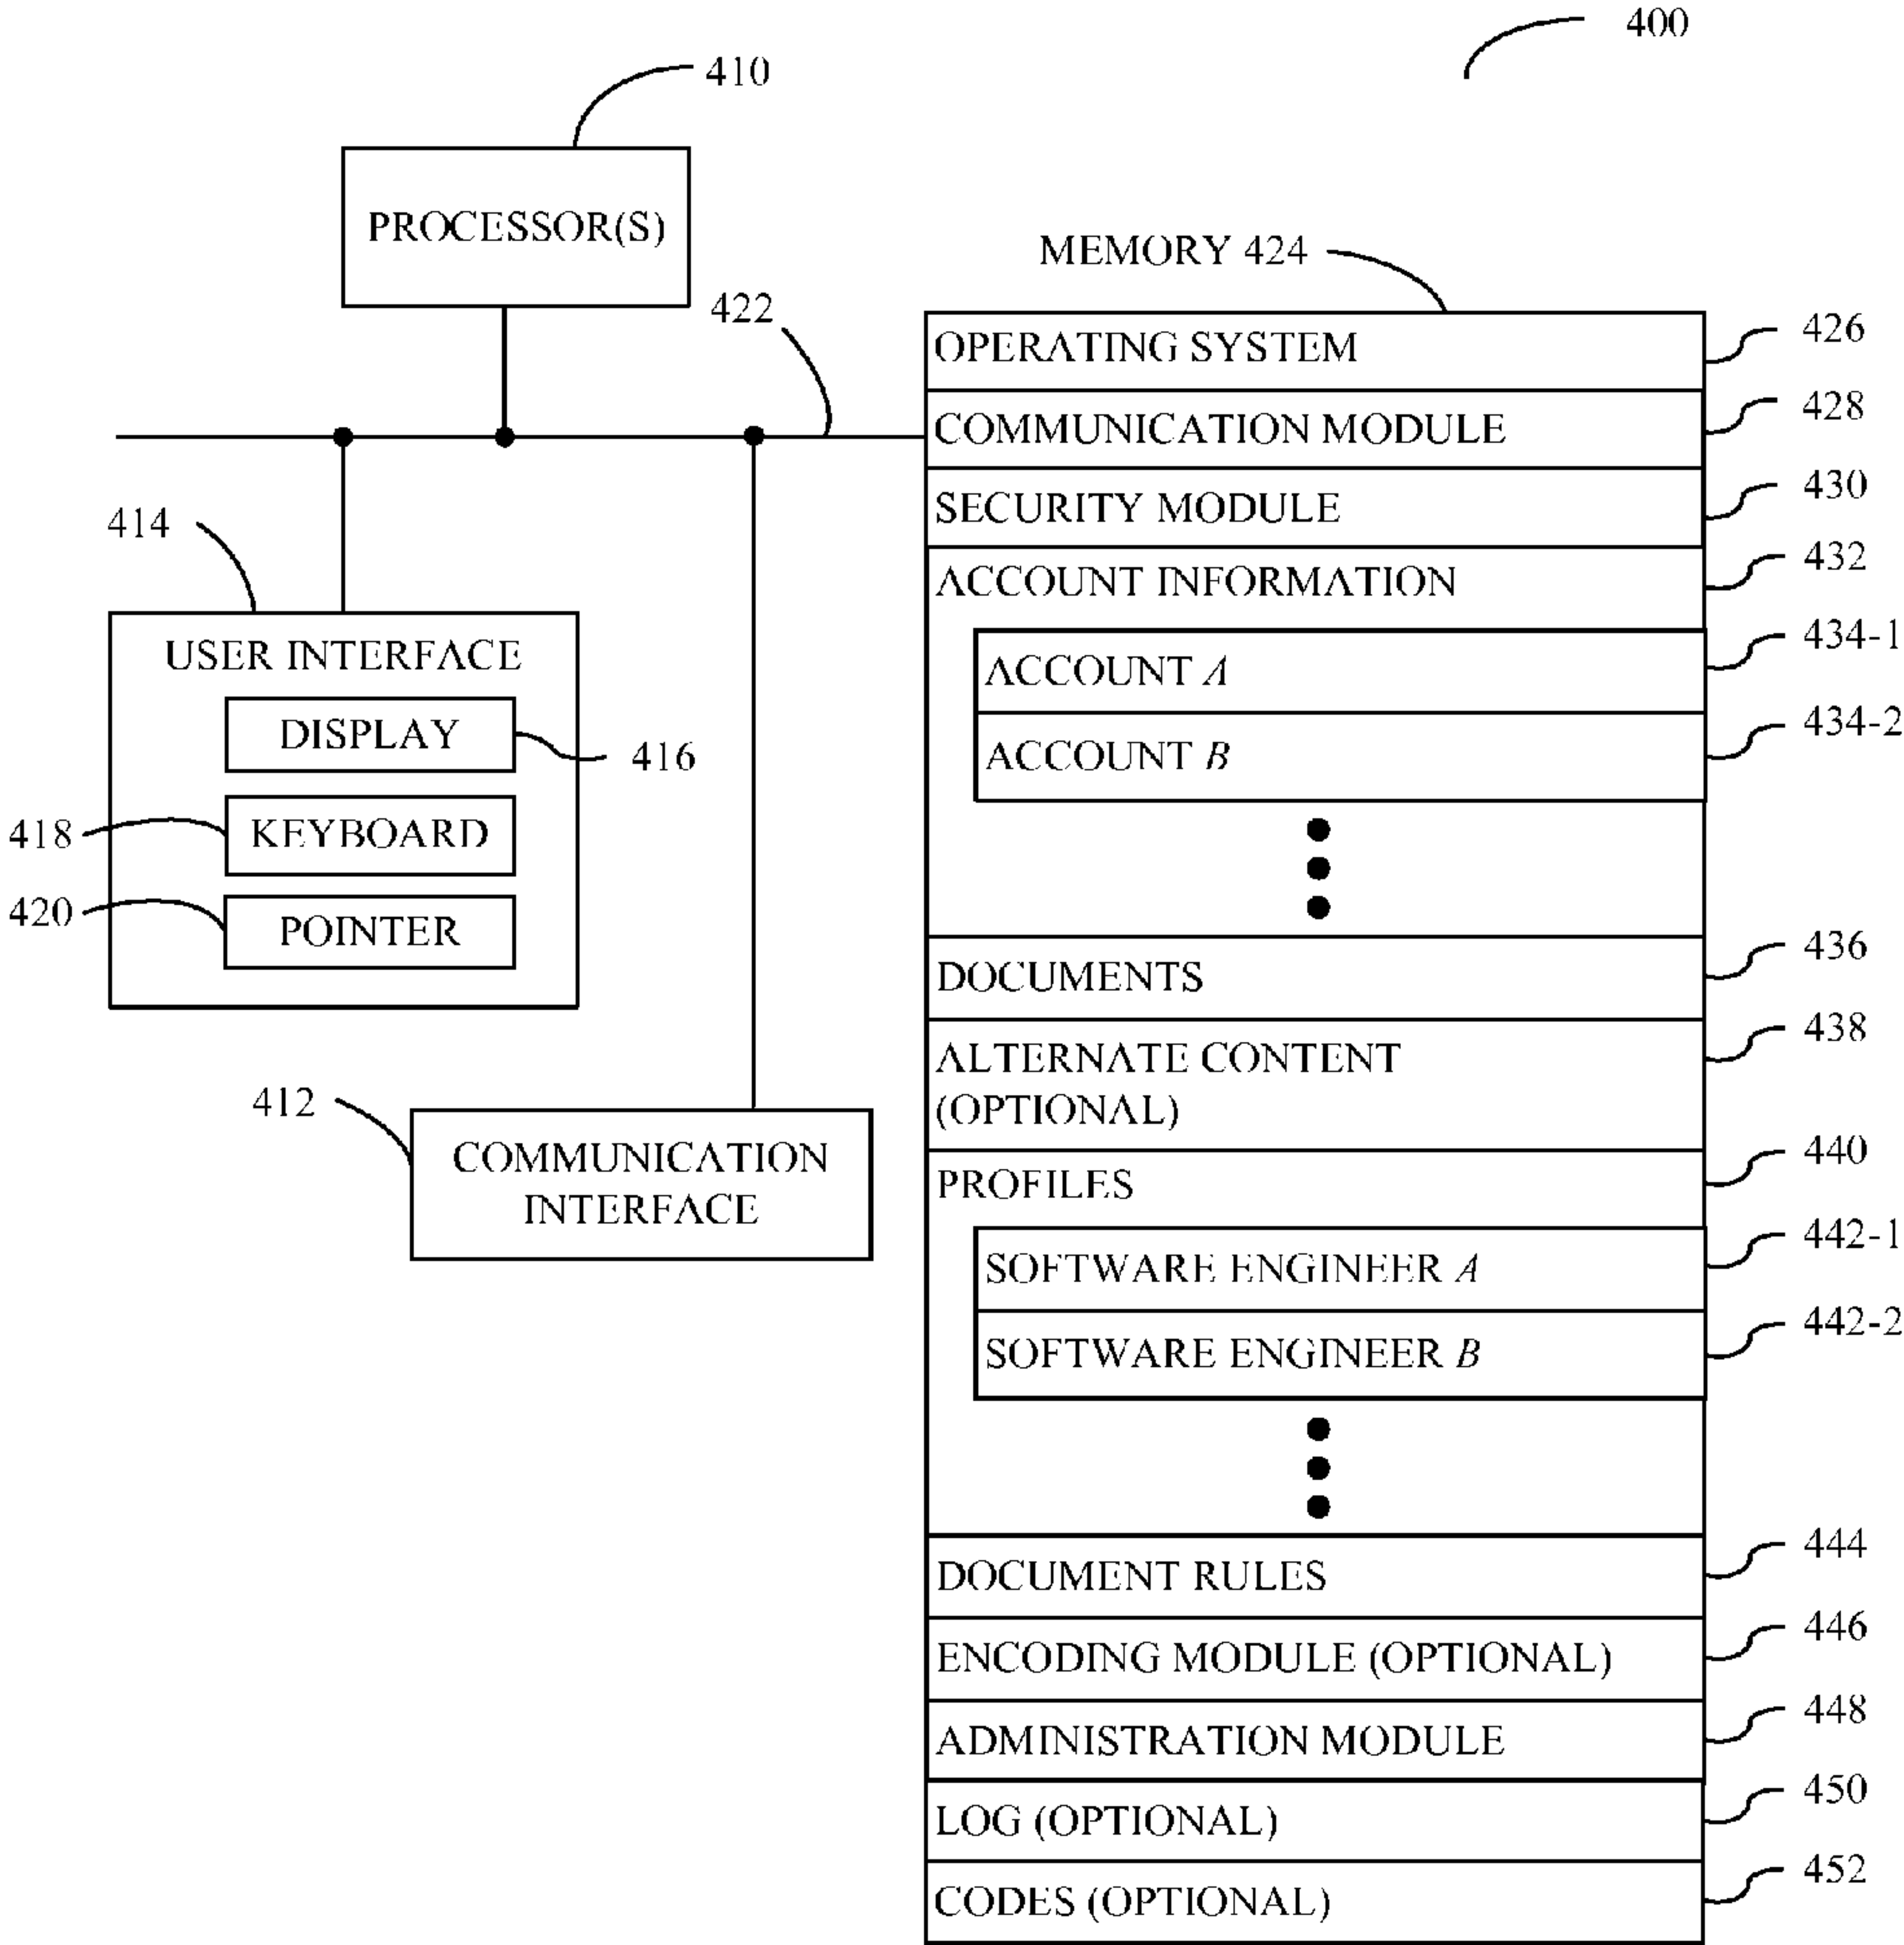 400
410
PROCESSOR(S)
MEMORY 424
422
OPERATING SYSTEM
426
COMMUNICATION MODULE
428
SECURITY MODULE
430
ACCOUNT INFORMATION
432
ACCOUNT A
434-1
ACCOUNT B
434-2
414
USER INTERFACE
DISPLAY
416
418
KEYBOARD
420
POINTER
DOCUMENTS
436
ALTERNATE CONTENT
(OPTIONAL)
438
412
COMMUNICATION
INTERFACE
PROFILES
440
SOFTWARE ENGINEER A
442-1
SOFTWARE ENGINEER B
442-2
DOCUMENT RULES
444
ENCODING MODULE (OPTIONAL)
446
ADMINISTRATION MODULE
448
LOG (OPTIONAL)
450
CODES (OPTIONAL)
452